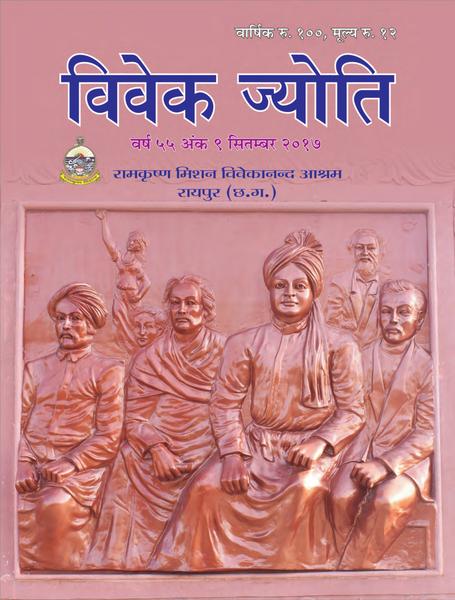 वार्षिक रु. १००, मूल्य रु. १२
विवेक ज्योति
वर्ष ५५ अंक ९ सितम्बर २०१७
रामकृष्ण मिशन विवेकानन्द आश्रम
रायपुर (छ.ग.)